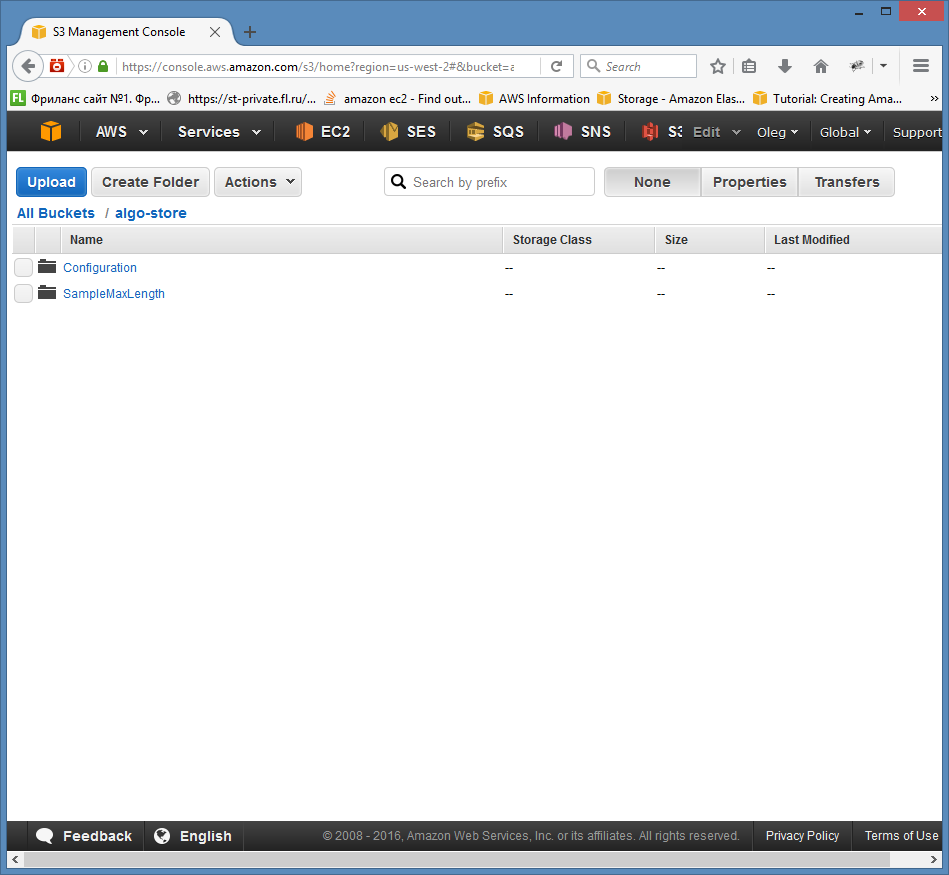 S3 Management Console
https://console.aws.amazon.com/s3/home?region=us-west-2#&bucket=a
Search
FL Фриланс сайт №1. Фр... https://st-private.fl.ru/... amazon ec2 - Find out... AWS Information Storage - Amazon Elas... Tutorial: Creating Ama...
AWS Services EC2 SES SQS SNS S3 Edit Oleg Global Support
Upload Create Folder Actions Search by prefix None Properties Transfers
All Buckets / algo-store
Name Storage Class Size Last Modified
Configuration -- -- --
SampleMaxLength -- -- --
Feedback English © 2008 - 2016, Amazon Web Services, Inc. or its affiliates. All rights reserved. Privacy Policy Terms of Use